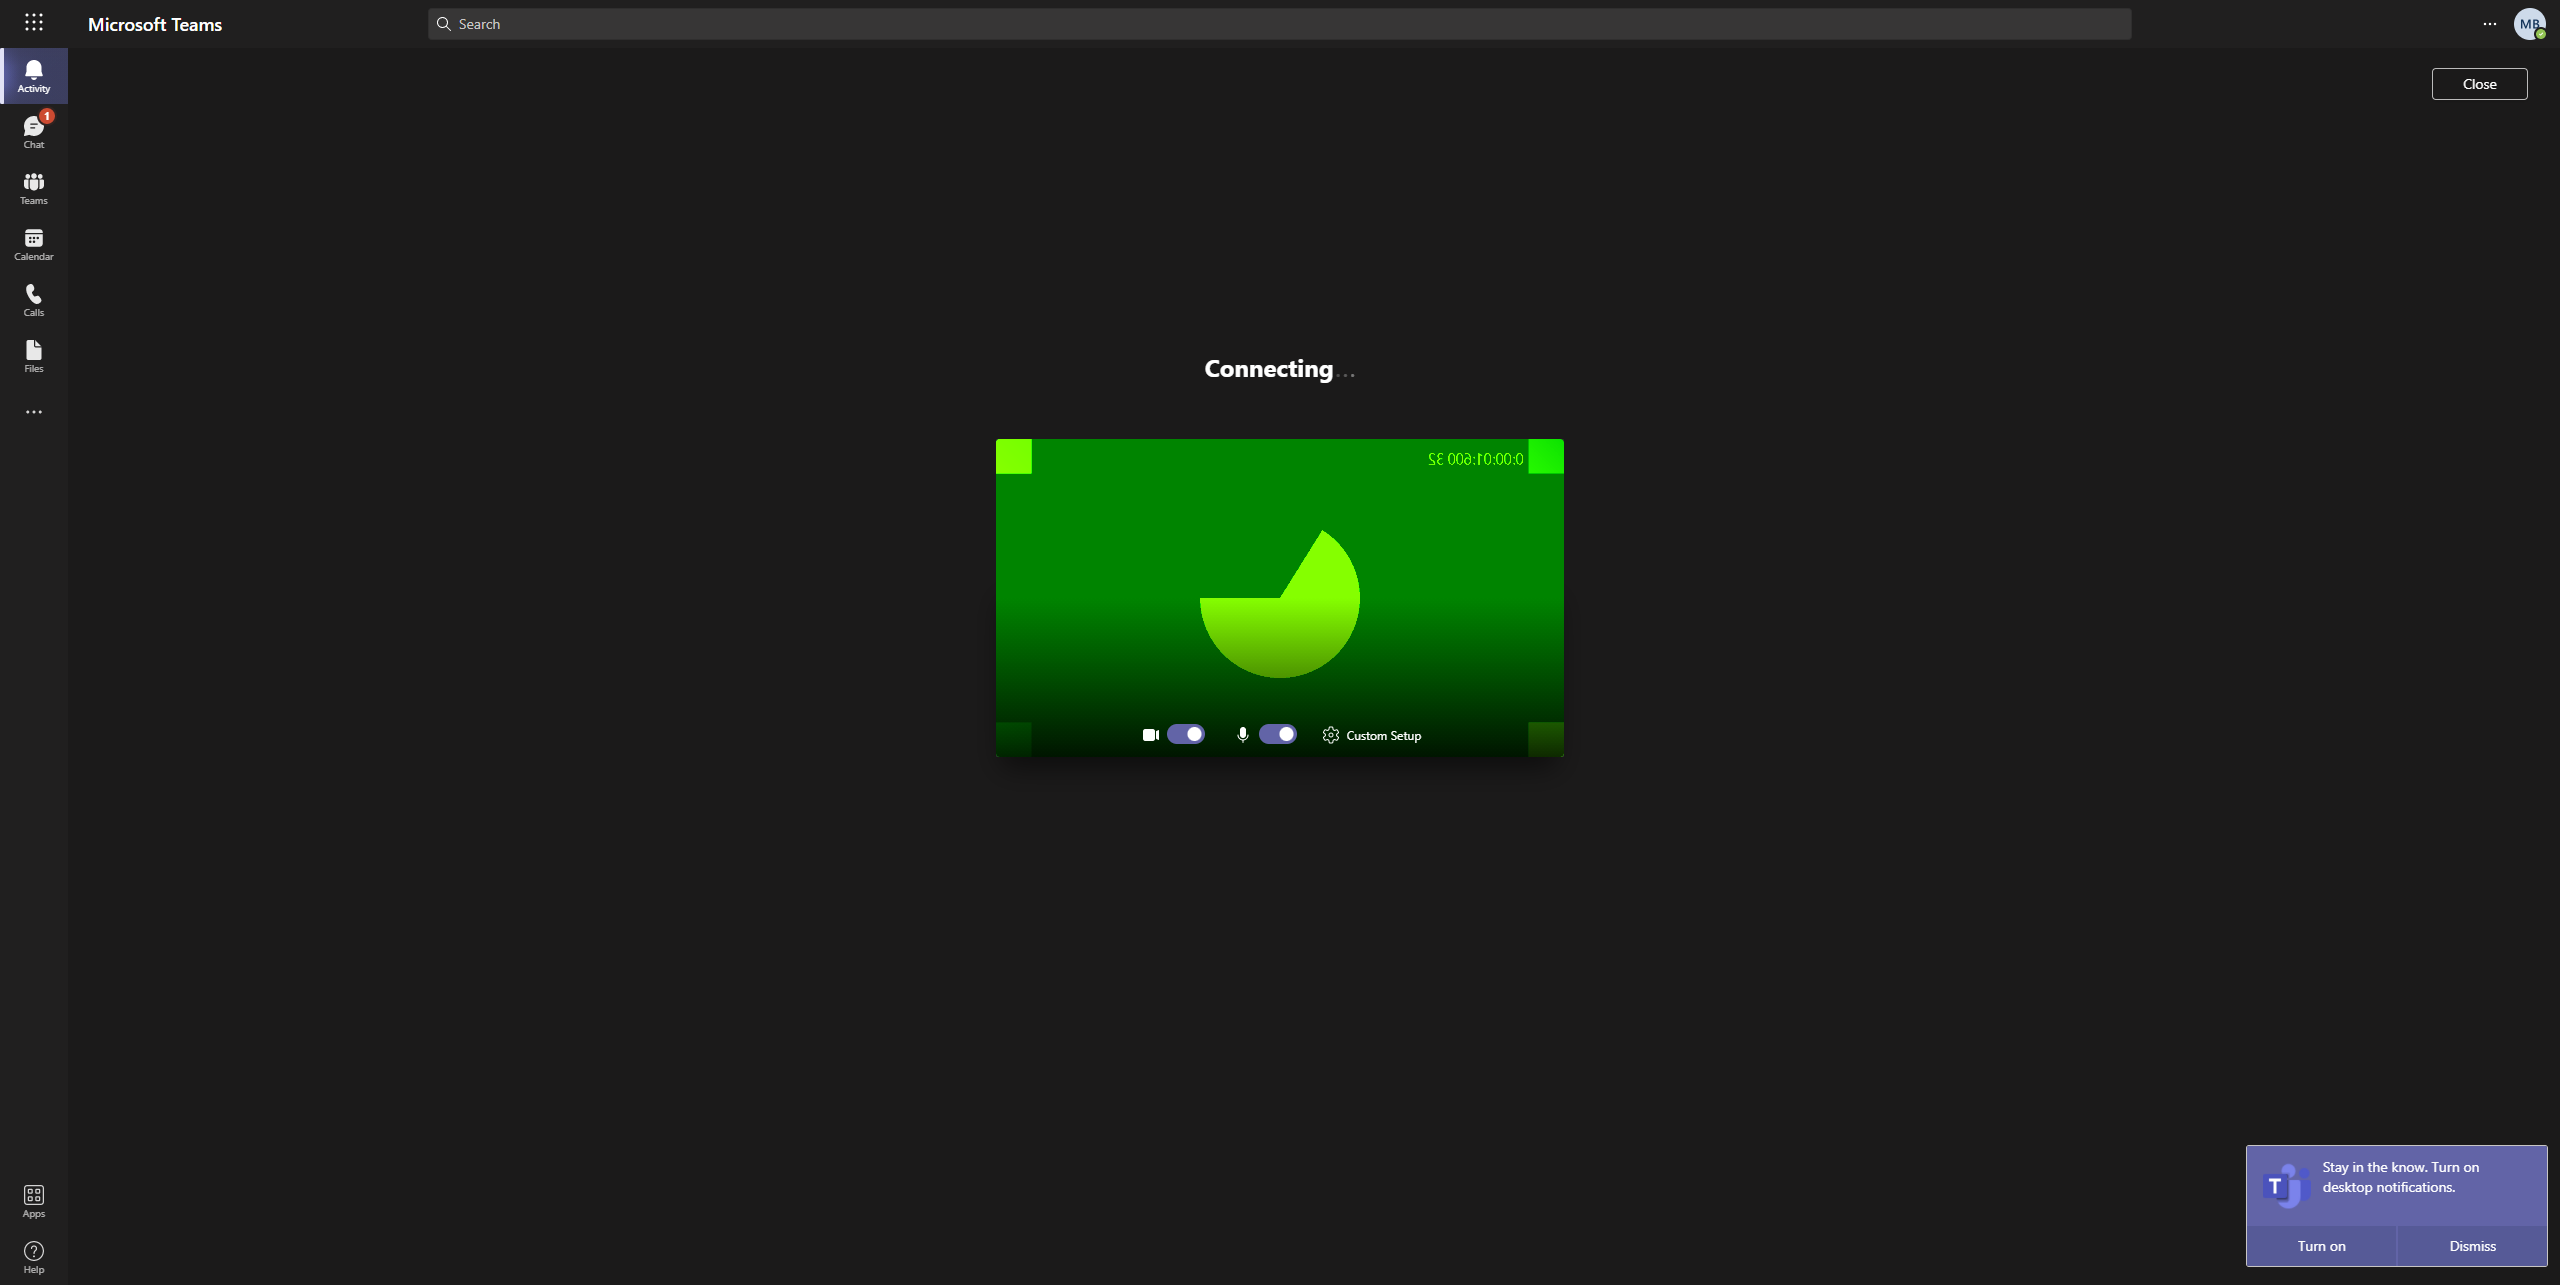 Microsoft Teams
Search
MB
Activity
1
Chat
Teams
Calendar
Calls
Files
Close
Connecting...
0:00:01:600 32
Custom Setup
T
Stay in the know. Turn on
desktop notifications.
Turn on
Dismiss
Apps
Help